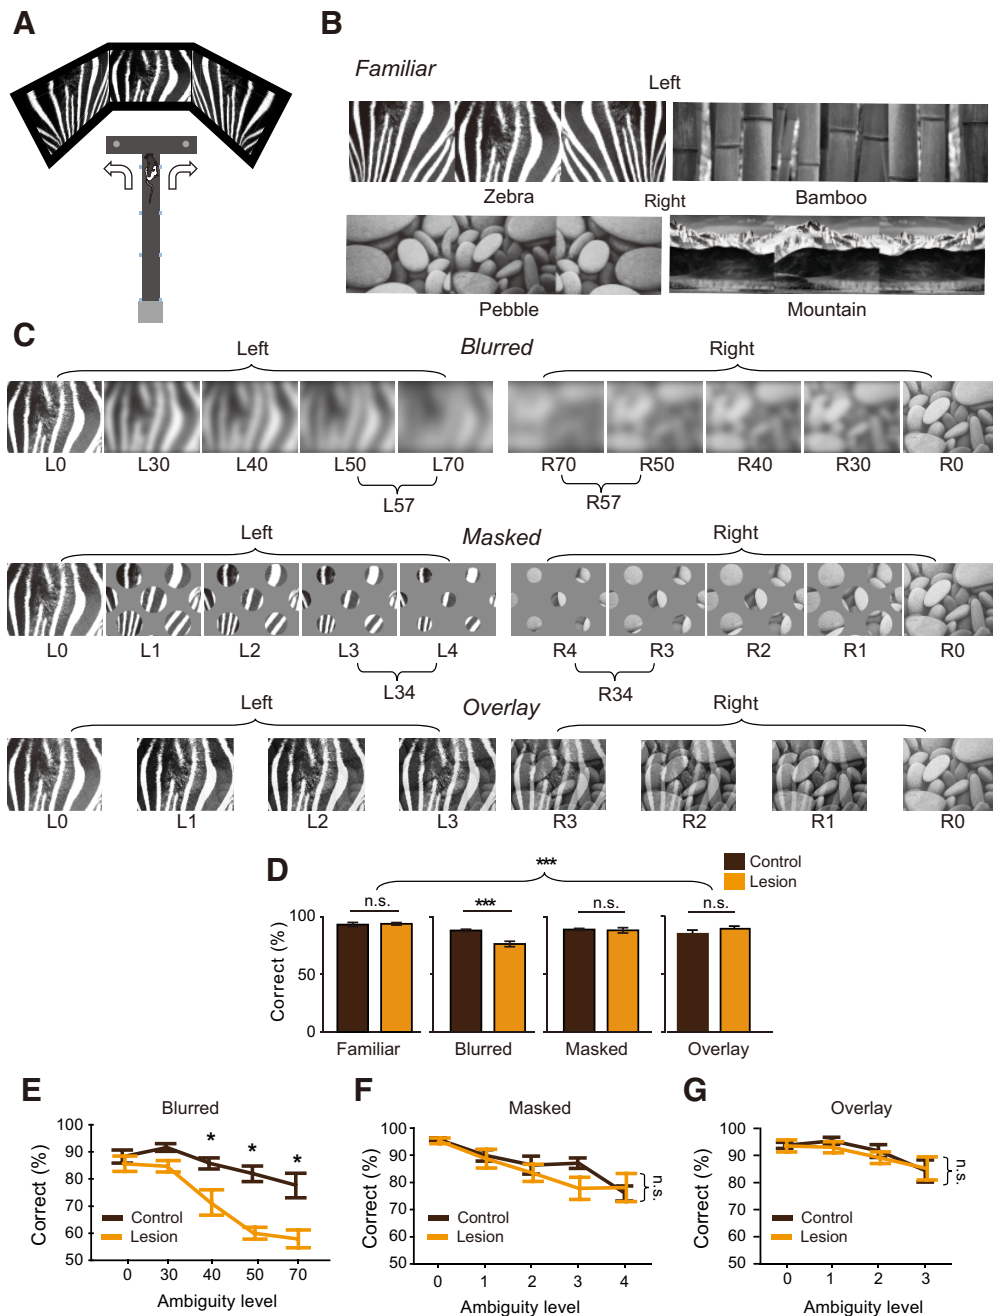 A
B
Familiar
Left
Zebra
Bamboo
Right
Pebble
Mountain
C
Left
Blurred
Right
L0 L30 L40 L50 L70 R70 R50 R40 R30 R0
L57 R57
Left
Masked
Right
L0 L1 L2 L3 L4 R4 R3 R2 R1 R0
L34 R34
Left
Overlay
Right
L0 L1 L2 L3 R3 R2 R1 R0
D
***
Control
Lesion
n.s. *** n.s. n.s.
Correct (%)
100
50
0
Familiar Blurred Masked Overlay
E
Blurred
Correct (%)
100
90
80
70
60
50
* * *
Control
Lesion
0 30 40 50 70
Ambiguity level
F
Masked
Correct (%)
100
90
80
70
60
50
n.s.
Control
Lesion
0 1 2 3 4
Ambiguity level
G
Overlay
Correct (%)
100
90
80
70
60
50
n.s.
Control
Lesion
0 1 2 3
Ambiguity level